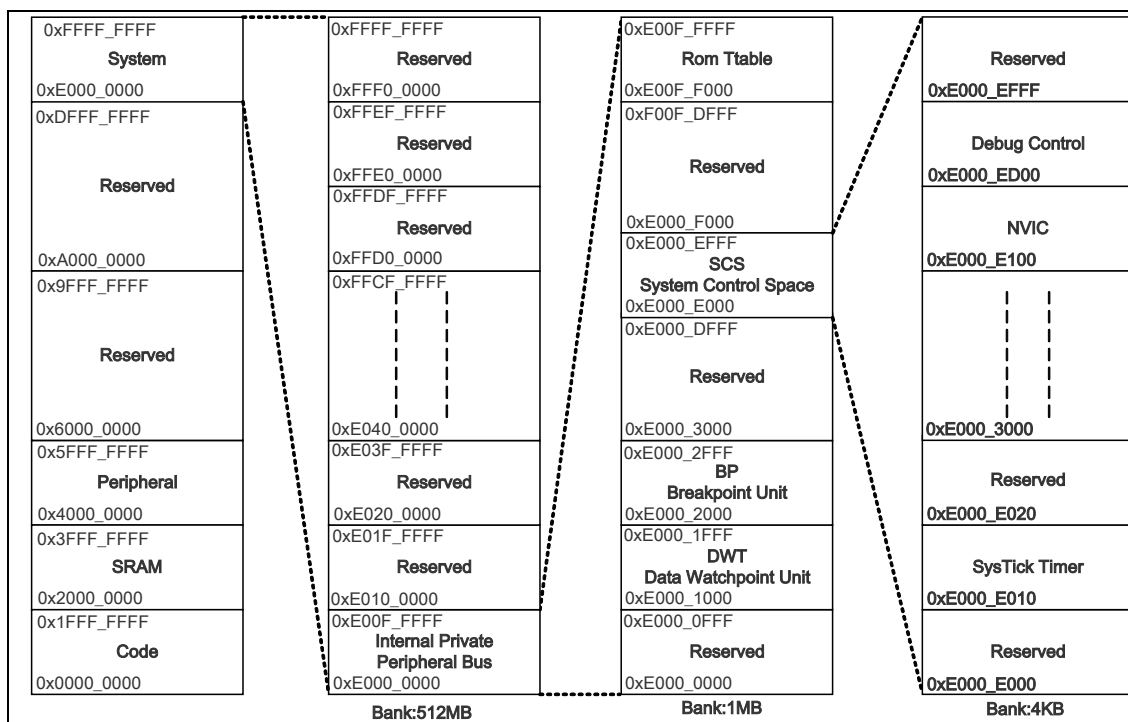 0xFFFF_FFFF
System
0xE000_0000
0xDFFF_FFFF
Reserved
0xA000_0000
0x9FFF_FFFF
Reserved
0x6000_0000
0x5FFF_FFFF
Peripheral
0x4000_0000
0x3FFF_FFFF
SRAM
0x2000_0000
0x1FFF_FFFF
Code
0x0000_0000
0xFFFF_FFFF
Reserved
0xFFF0_0000
0xFFEF_FFFF
Reserved
0xFFE0_0000
0xFFDF_FFFF
Reserved
0xFFD0_0000
0xFFCF_FFFF
0xE040_0000
0xE03F_FFFF
Reserved
0xE020_0000
0xE01F_FFFF
Reserved
0xE010_0000
0xE00F_FFFF
Internal Private
Peripheral Bus
0xE000_0000
Bank:512MB
0xE00F_FFFF
Rom Ttable
0xE00F_F000
0xF00F_DFFF
Reserved
0xE000_F000
0xE000_EFFF
SCS
System Control Space
0xE000_E000
0xE000_DFFF
Reserved
0xE000_3000
0xE000_2FFF
BP
Breakpoint Unit
0xE000_2000
0xE000_1FFF
DWT
Data Watchpoint Unit
0xE000_1000
0xE000_0FFF
Reserved
0xE000_0000
Bank:1MB
Reserved
0xE000_EFFF
Debug Control
0xE000_ED00
NVIC
0xE000_E100
0xE000_3000
Reserved
0xE000_E020
SysTick Timer
0xE000_E010
Reserved
0xE000_E000
Bank:4KB